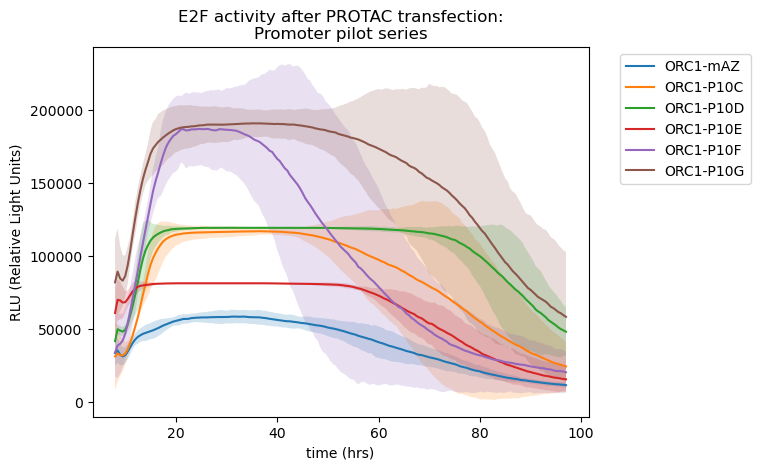 E2F activity after PROTAC transfection:
Promoter pilot series
RLU (Relative Light Units)
200000
150000
100000
50000
0
20
40
60
80
100
time (hrs)
ORC1-mAZ
ORC1-P10C
ORC1-P10D
ORC1-P10E
ORC1-P10F
ORC1-P10G